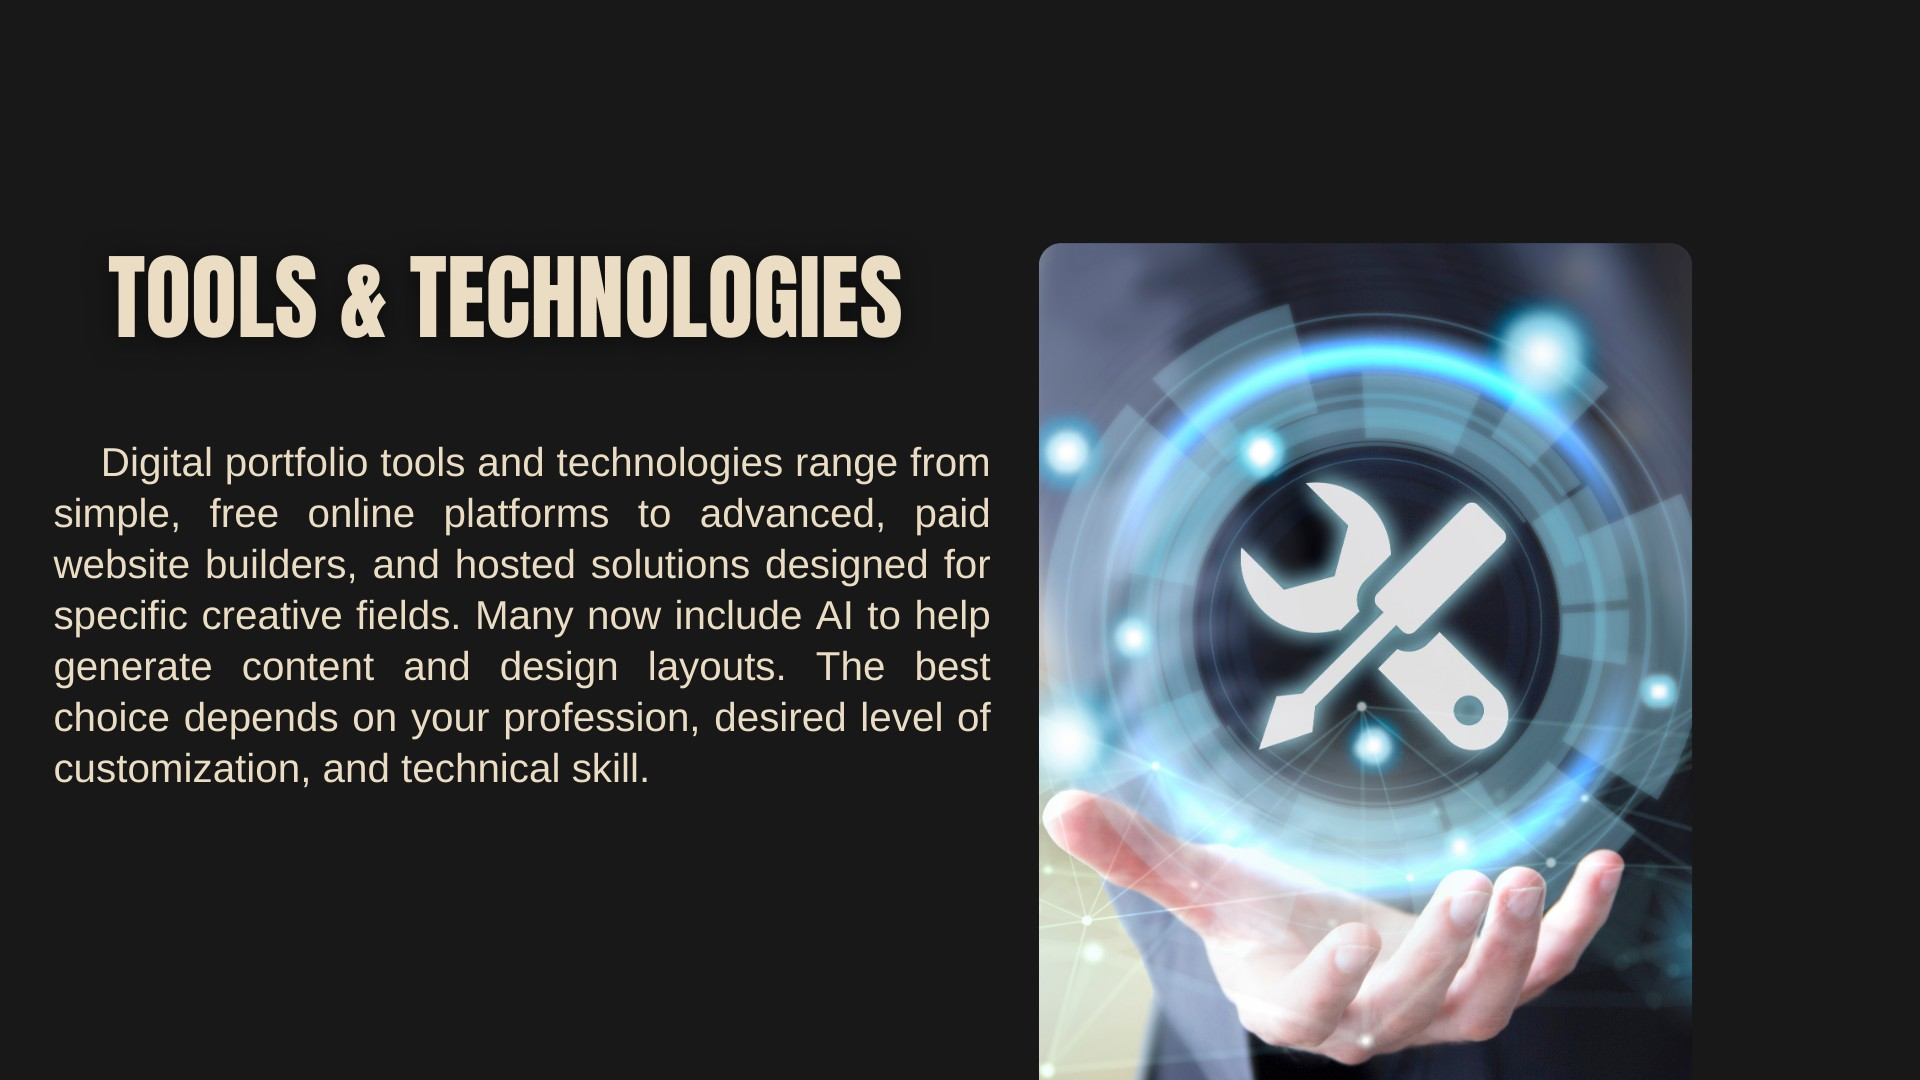 TOOLS & TECHNOLOGIES
Digital portfolio tools and technologies range from
simple, free online platforms to advanced, paid
website builders, and hosted solutions designed for
specific creative fields. Many now include AI to help
generate content and design layouts. The best
choice depends on your profession, desired level of
customization, and technical skill.